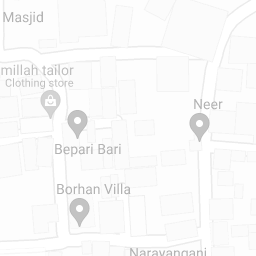 Masjid
millah tailor
Clothing store
Neer
Bepari Bari
Borhan Villa
Narayanganj